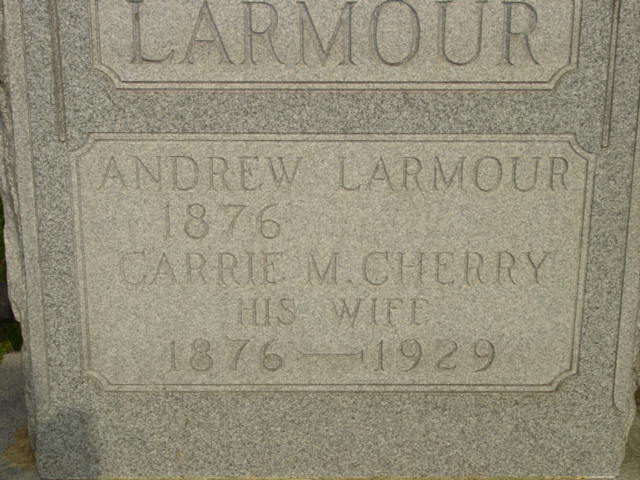 LARMOUR
ANDREW LARMOUR
1876
CARRIE M. CHERRY
HIS WIFE
1876 — 1929